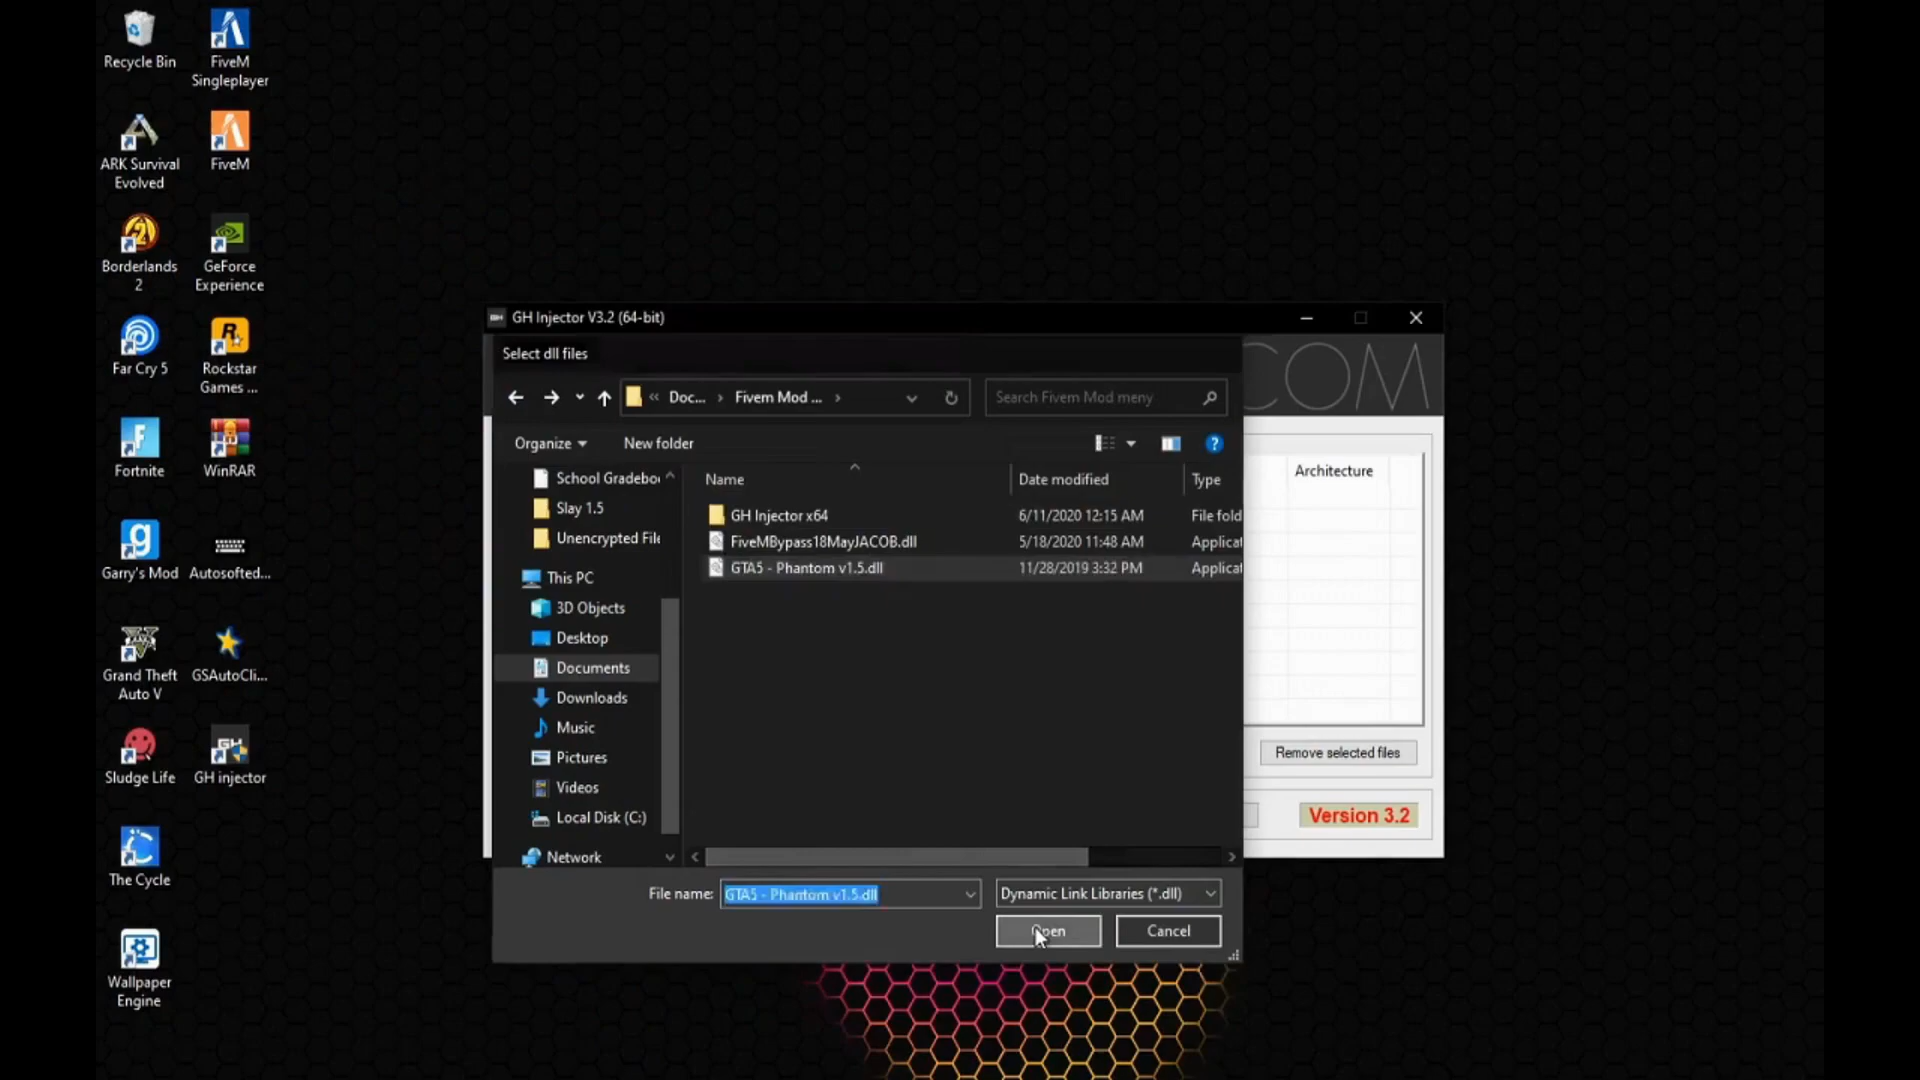 Recycle Bin
FiveM
Singleplayer
ARK Survival
Evolved
FiveM
Borderlands
2
GeForce
Experience
Far Cry 5
Rockstar
Games ...
Fortnite
WinRAR
Garry's Mod
Autosofted...
Grand Theft
Auto V
GSAutoCli...
Sludge Life
GH injector
The Cycle
Wallpaper
Engine
GH Injector V3.2 (64-bit)
COM
Select dll files
« Doc... › Fivem Mod ... ›
Search Fivem Mod meny
Organize
New folder
Name
Date modified
Type
School Gradeboo
Slay 1.5
Unencrypted File
This PC
3D Objects
Desktop
Documents
Downloads
Music
Pictures
Videos
Local Disk (C:)
Network
GH Injector x64 6/11/2020 12:15 AM File fold
FiveMBypass18MayJACOB.dll 5/18/2020 11:48 AM Applicat
GTA5 - Phantom v1.5.dll 11/28/2019 3:32 PM Applicat
Architecture
Remove selected files
Version 3.2
File name: GTA5 - Phantom v1.5.dll
Dynamic Link Libraries (*.dll)
Open
Cancel